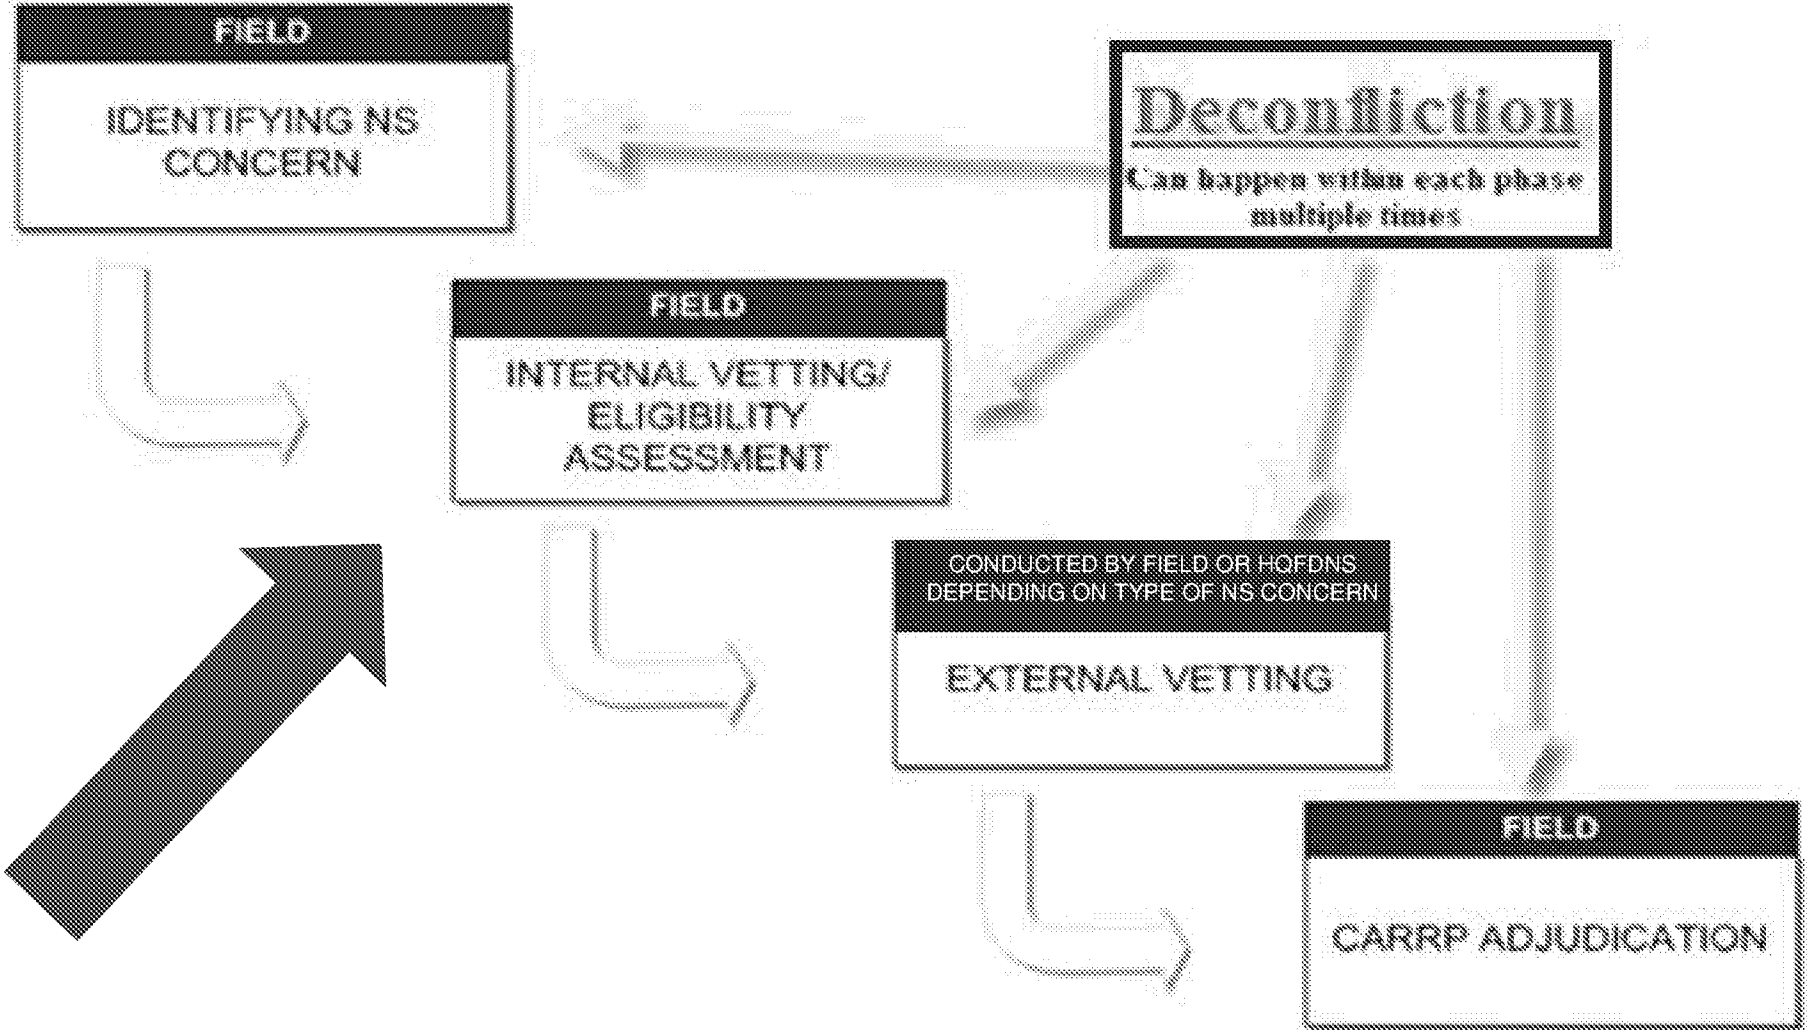 FIELD
IDENTIFYING NS
CONCERN
Deconfliction
Can happen within each phase
multiple times
FIELD
INTERNAL VETTING/
ELIGIBILITY
ASSESSMENT
CONDUCTED BY FIELD OR HQFDNS
DEPENDING ON TYPE OF NS CONCERN
EXTERNAL VETTING
FIELD
CARRP ADJUDICATION